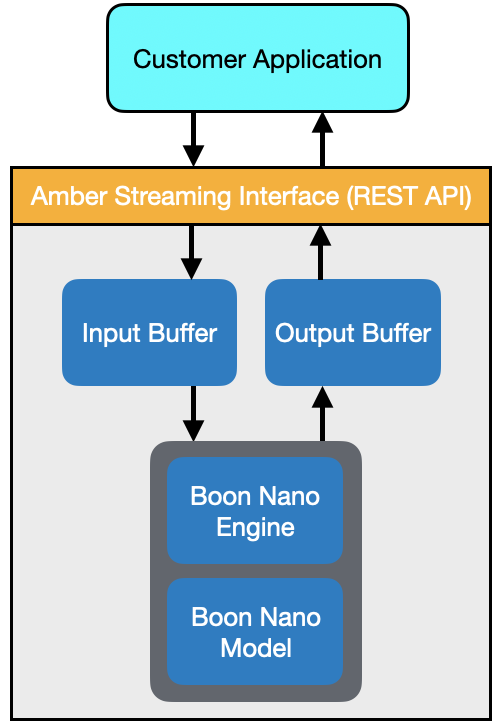 Customer Application
Amber Streaming Interface (REST API)
Input Buffer
Output Buffer
Boon Nano
Engine
Boon Nano
Model